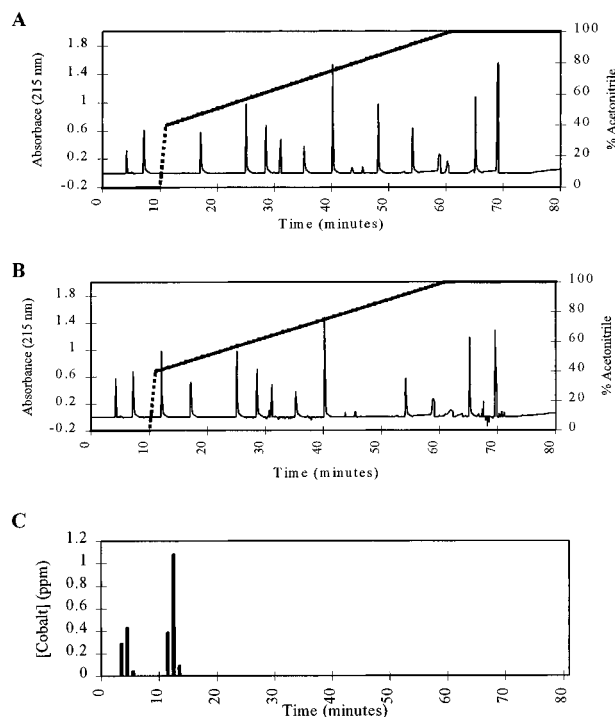 A
Absorbace (215 nm)
1.8
1.4
1
0.6
0.2
-0.2
100
80
60
40
20
0
% Acetonitrile
0 10 20 30 40 50 60 70 80
Time (minutes)
B
Absorbance (215 nm)
1.8
1.4
1
0.6
0.2
-0.2
100
80
60
40
20
0
% Acetonitrile
0 10 20 30 40 50 60 70 80
Time (minutes)
C
[Cobalt] (ppm)
1.2
1
0.8
0.6
0.4
0.2
0
0 10 20 30 40 50 60 70 80
Time (minutes)